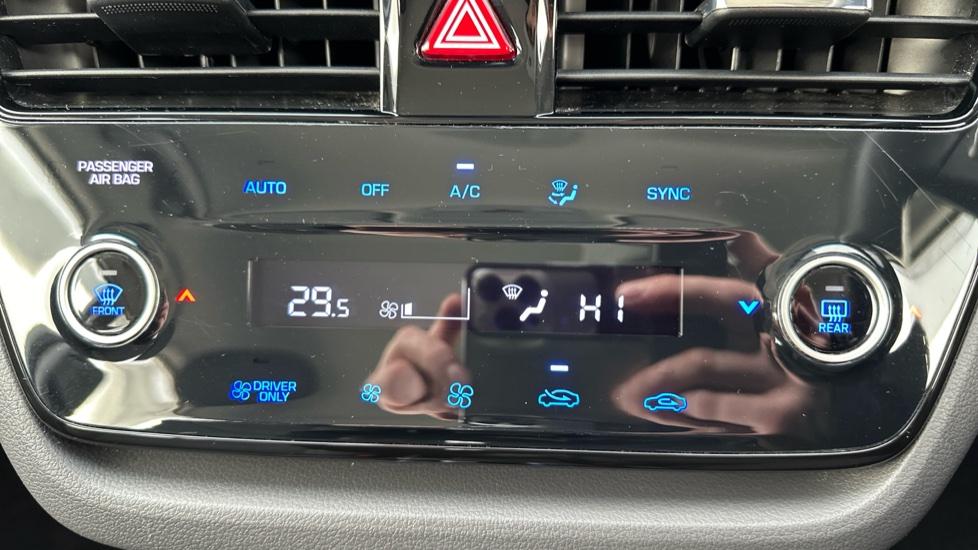 PASSENGER
AIR BAG
AUTO OFF A/C SYNC
FRONT
29.5 HI
REAR
DRIVER
ONLY